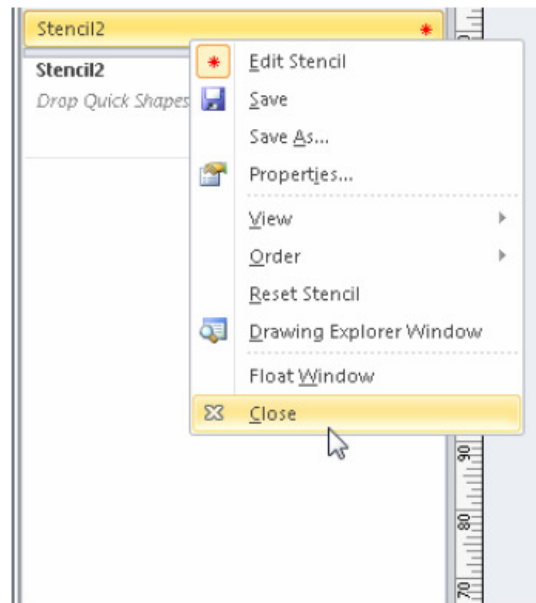 Stencil2
Stencil2
Drop Quick Shapes
Edit Stencil
Save
Save As...
Properties...
View
Order
Reset Stencil
Drawing Explorer Window
Float Window
Close
90
80
70